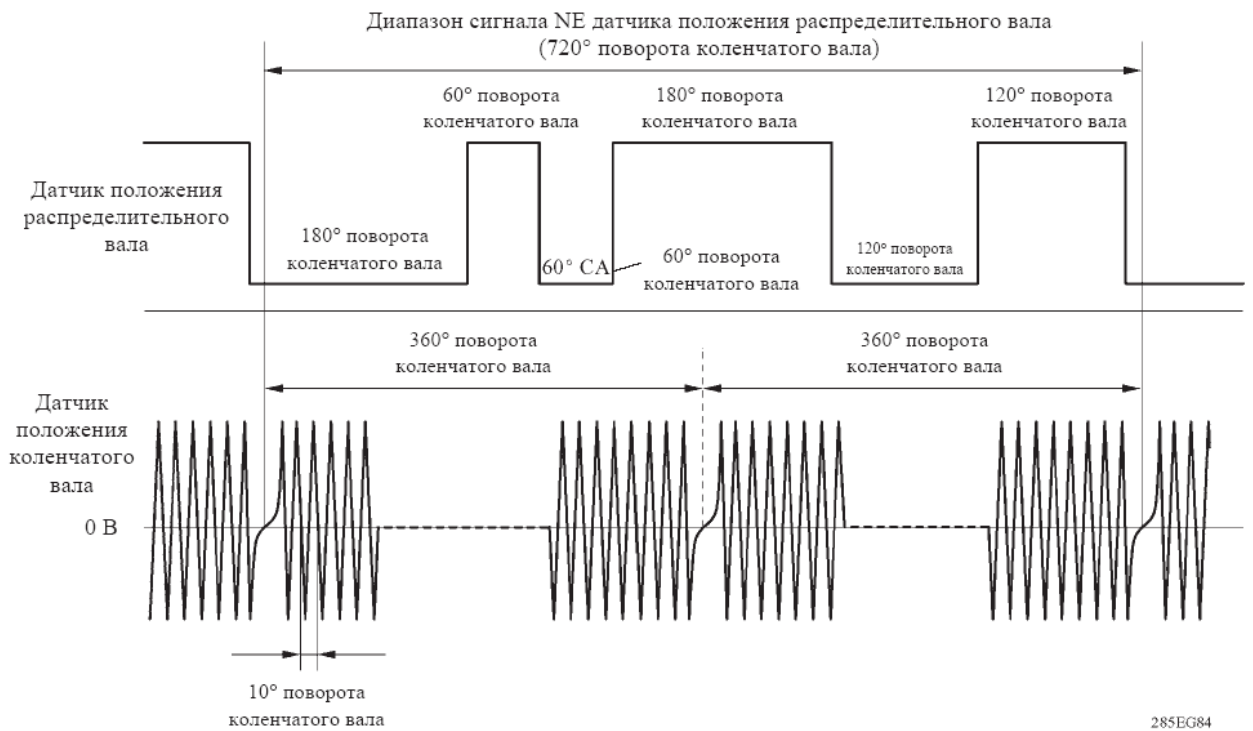 Диапазон сигнала NE датчика положения распределительного вала
(720° поворота коленчатого вала)
60° поворота
коленчатого вала
180° поворота
коленчатого вала
120° поворота
коленчатого вала
Датчик положения
распределительного
вала
180° поворота
коленчатого вала
60° CA
60° поворота
коленчатого вала
120° поворота
коленчатого вала
360° поворота
коленчатого вала
360° поворота
коленчатого вала
Датчик
положения
коленчатого
вала
0 В
10° поворота
коленчатого вала
285EG84